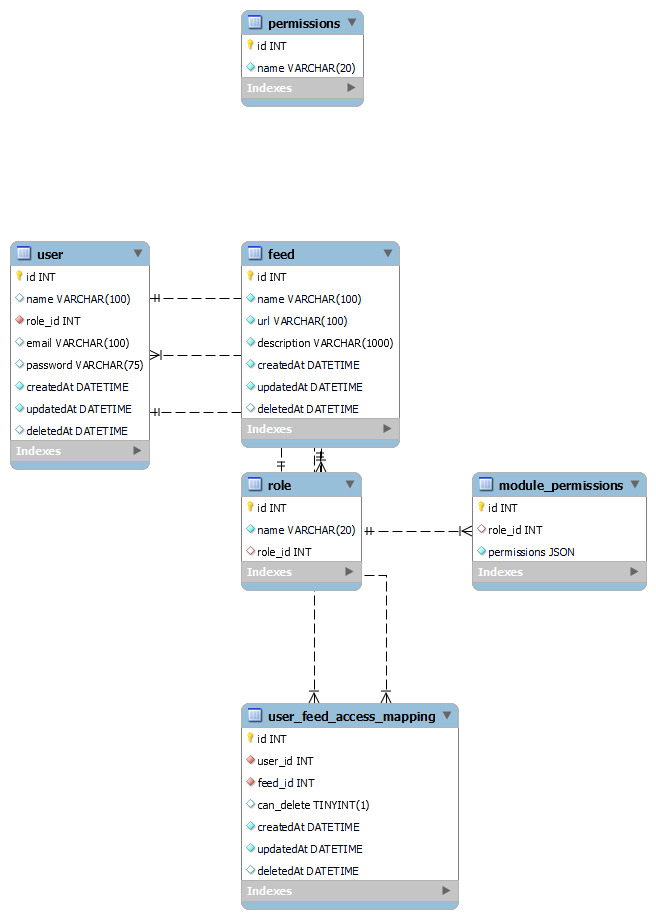 permissions
id INT
name VARCHAR(20)
Indexes
user
id INT
name VARCHAR(100)
role_id INT
email VARCHAR(100)
password VARCHAR(75)
createdAt DATETIME
updatedAt DATETIME
deletedAt DATETIME
Indexes
feed
id INT
name VARCHAR(100)
url VARCHAR(100)
description VARCHAR(1000)
createdAt DATETIME
updatedAt DATETIME
deletedAt DATETIME
Indexes
role
id INT
name VARCHAR(20)
role_id INT
Indexes
module_permissions
id INT
role_id INT
permissions JSON
Indexes
user_feed_access_mapping
id INT
user_id INT
feed_id INT
can_delete TINYINT(1)
createdAt DATETIME
updatedAt DATETIME
deletedAt DATETIME
Indexes